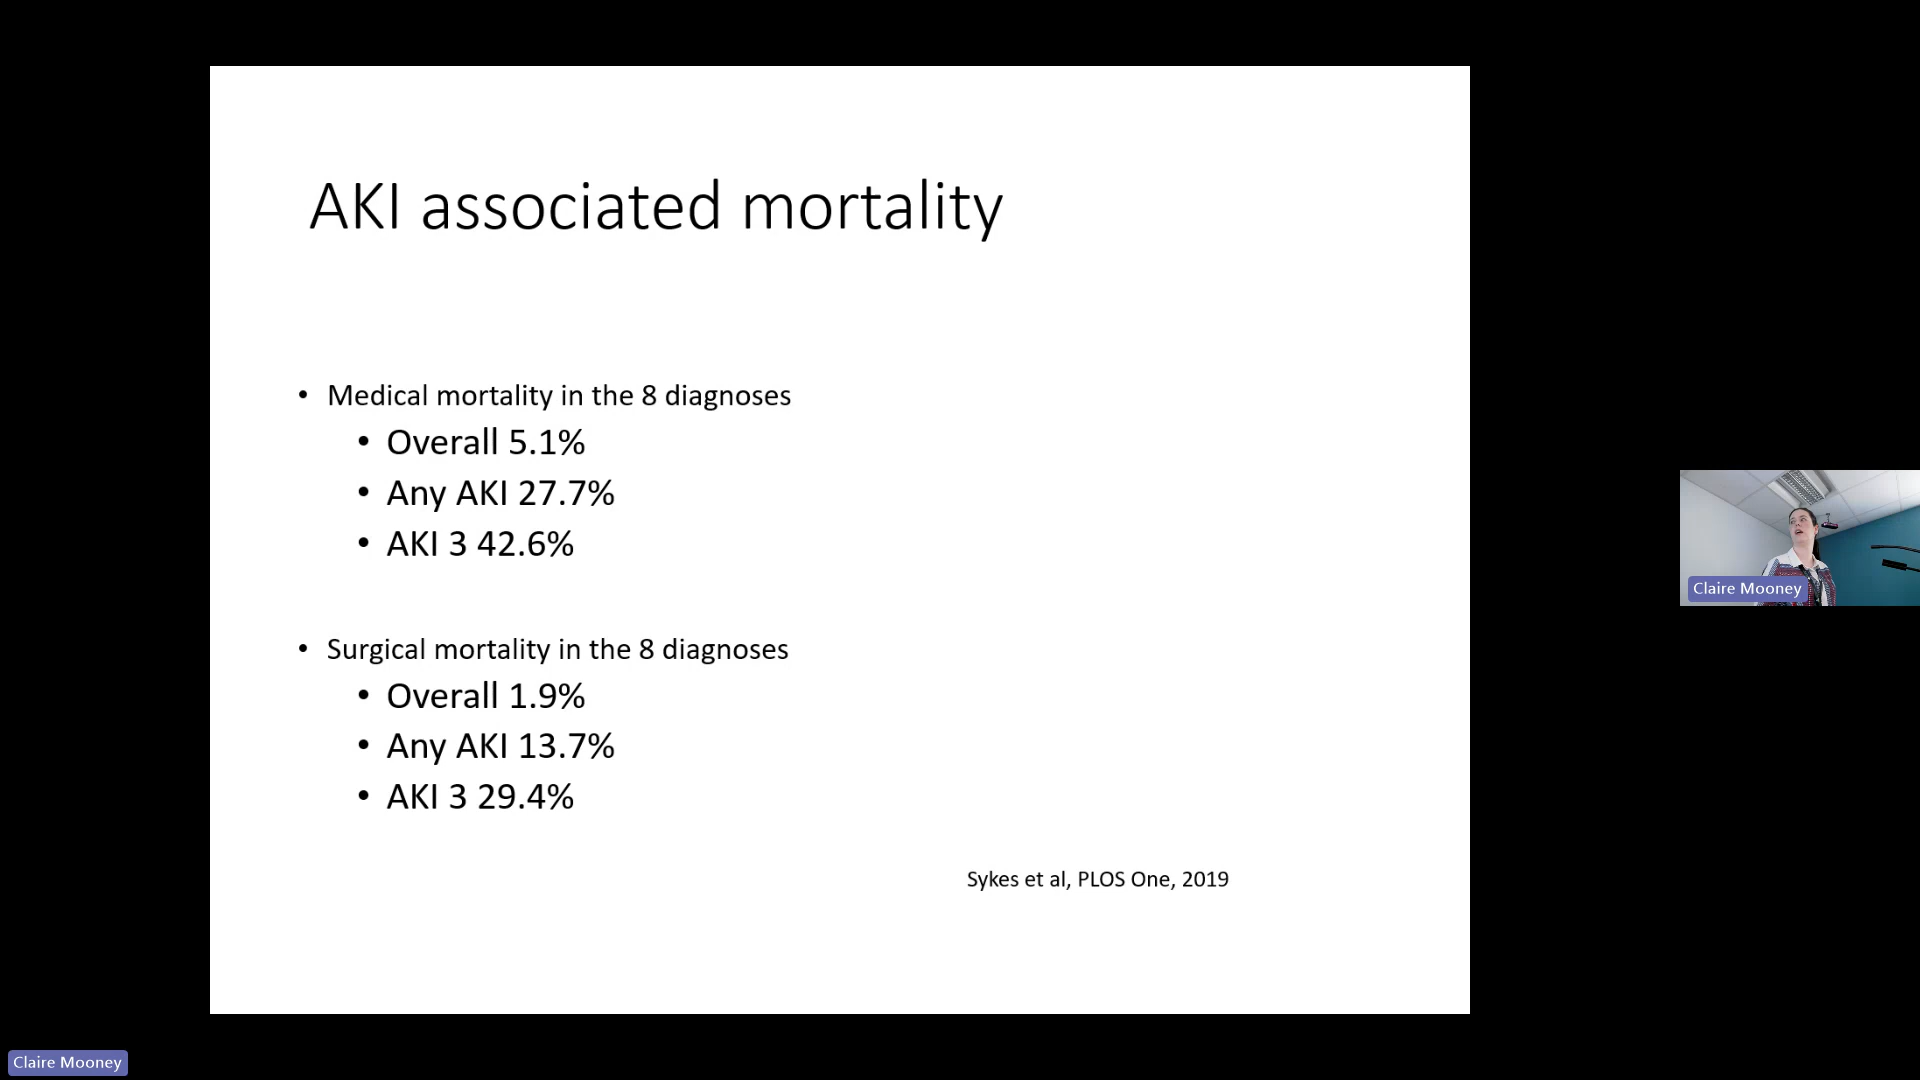 AKI associated mortality
• Medical mortality in the 8 diagnoses
• Overall 5.1%
• Any AKI 27.7%
• AKI 3 42.6%
• Surgical mortality in the 8 diagnoses
• Overall 1.9%
• Any AKI 13.7%
• AKI 3 29.4%
Sykes et al, PLOS One, 2019
Claire Mooney
Claire Mooney